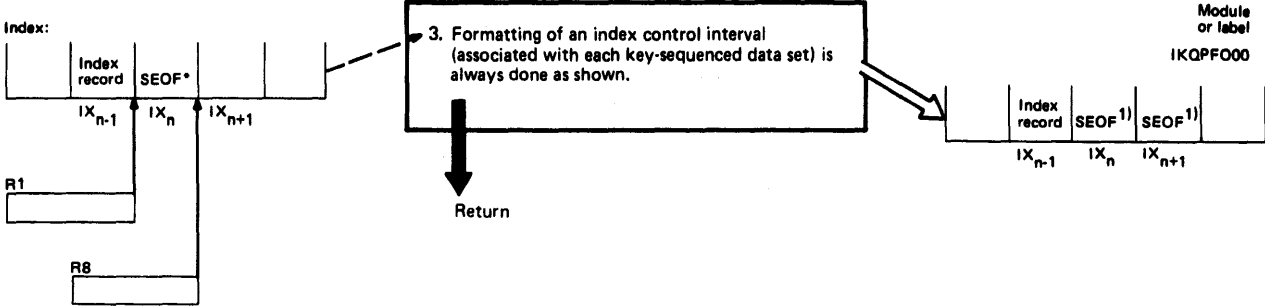 Index:
Index record
SEOF*
IXn-1 IXn IXn+1
R1
R8
3. Formatting of an index control interval
(associated with each key-sequenced data set) is
always done as shown.
Return
Module
or label
IKQPFO00
Index record
SEOF1) SEOF1)
IXn-1 IXn IXn+1